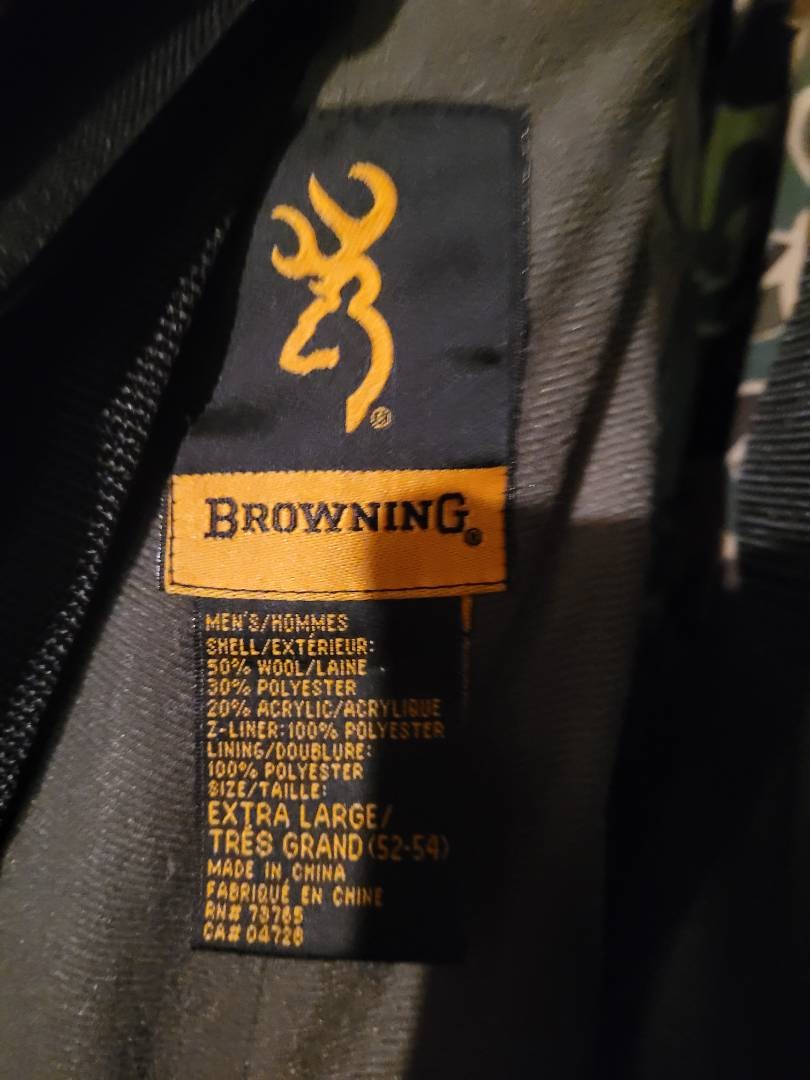 BROWNING®
MEN'S/HOMMES
SHELL/EXTÉRIEUR:
50% WOOL/LAINE
30% POLYESTER
20% ACRYLIC/ACRYLIQUE
Z-LINER:100% POLYESTER
LINING/DOUBLURE:
100% POLYESTER
SIZE/TAILLE:
EXTRA LARGE/
TRÉS GRAND (52-54)
MADE IN CHINA
FABRIQUÉ EN CHINE
RN# 73765
CA# 04726